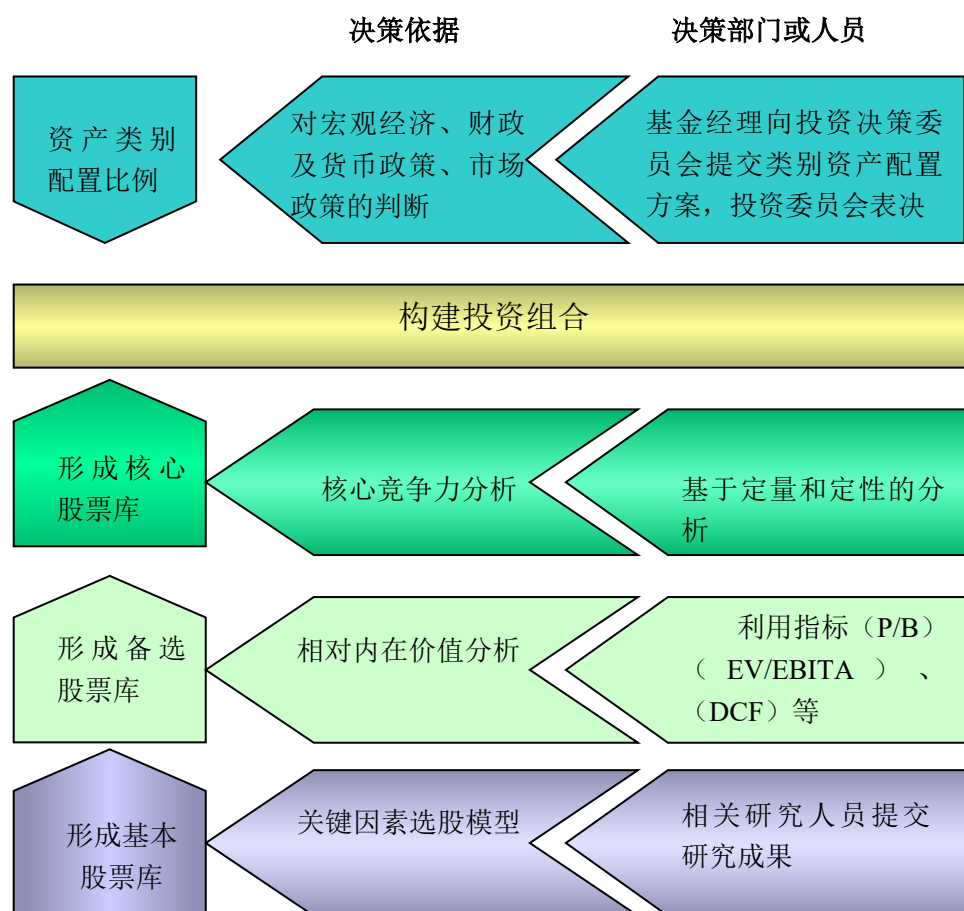 决策依据
决策部门或人员
资产类别
配置比例
对宏观经济、财政
及货币政策、市场
政策的判断
基金经理向投资决策委
员会提交类别资产配置
方案，投资委员会表决
构建投资组合
形成核心
股票库
核心竞争力分析
基于定量和定性的分
析
形成备选
股票库
相对内在价值分析
利用指标（P/B）
（EV/EBITA）、
（DCF）等
形成基本
股票库
关键因素选股模型
相关研究人员提交
研究成果